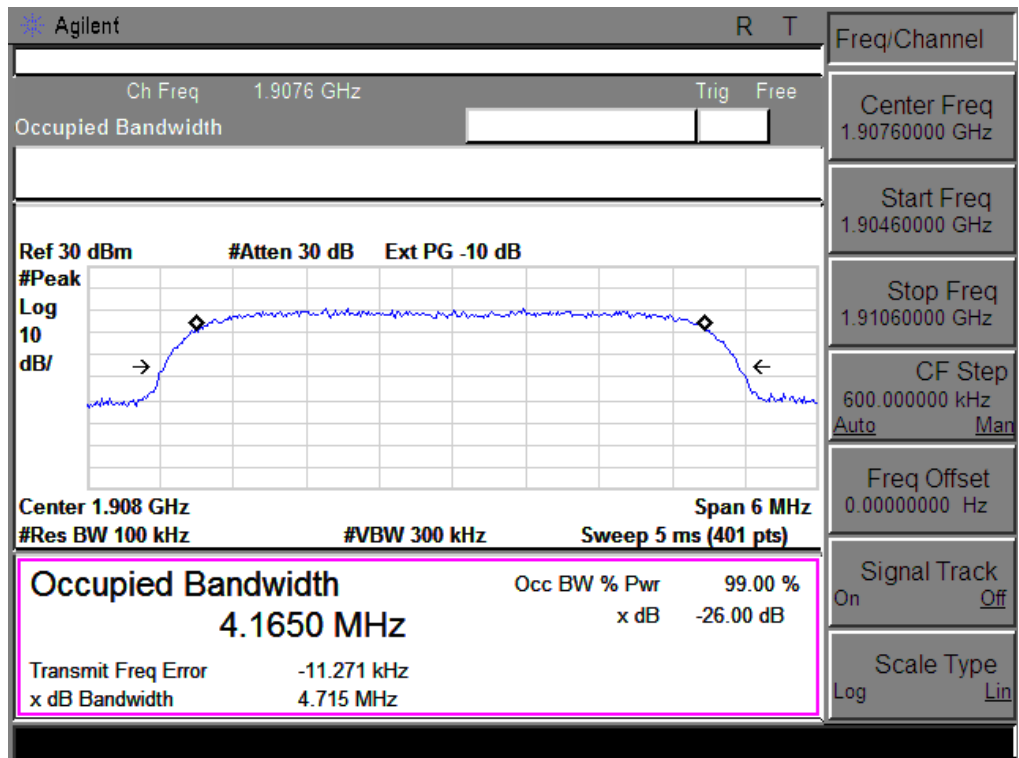 Agilent R T
Ch Freq 1.9076 GHz Trig Free
Occupied Bandwidth
Ref 30 dBm #Atten 30 dB Ext PG -10 dB
#Peak
Log
10
dB/
Center 1.908 GHz Span 6 MHz
#Res BW 100 kHz #VBW 300 kHz Sweep 5 ms (401 pts)
Occupied Bandwidth Occ BW % Pwr 99.00 %
4.1650 MHz x dB -26.00 dB
Transmit Freq Error -11.271 kHz
x dB Bandwidth 4.715 MHz
Freq/Channel
Center Freq
1.90760000 GHz
Start Freq
1.90460000 GHz
Stop Freq
1.91060000 GHz
CF Step
600.000000 kHz
Auto Man
Freq Offset
0.00000000 Hz
Signal Track
On Off
Scale Type
Log Lin